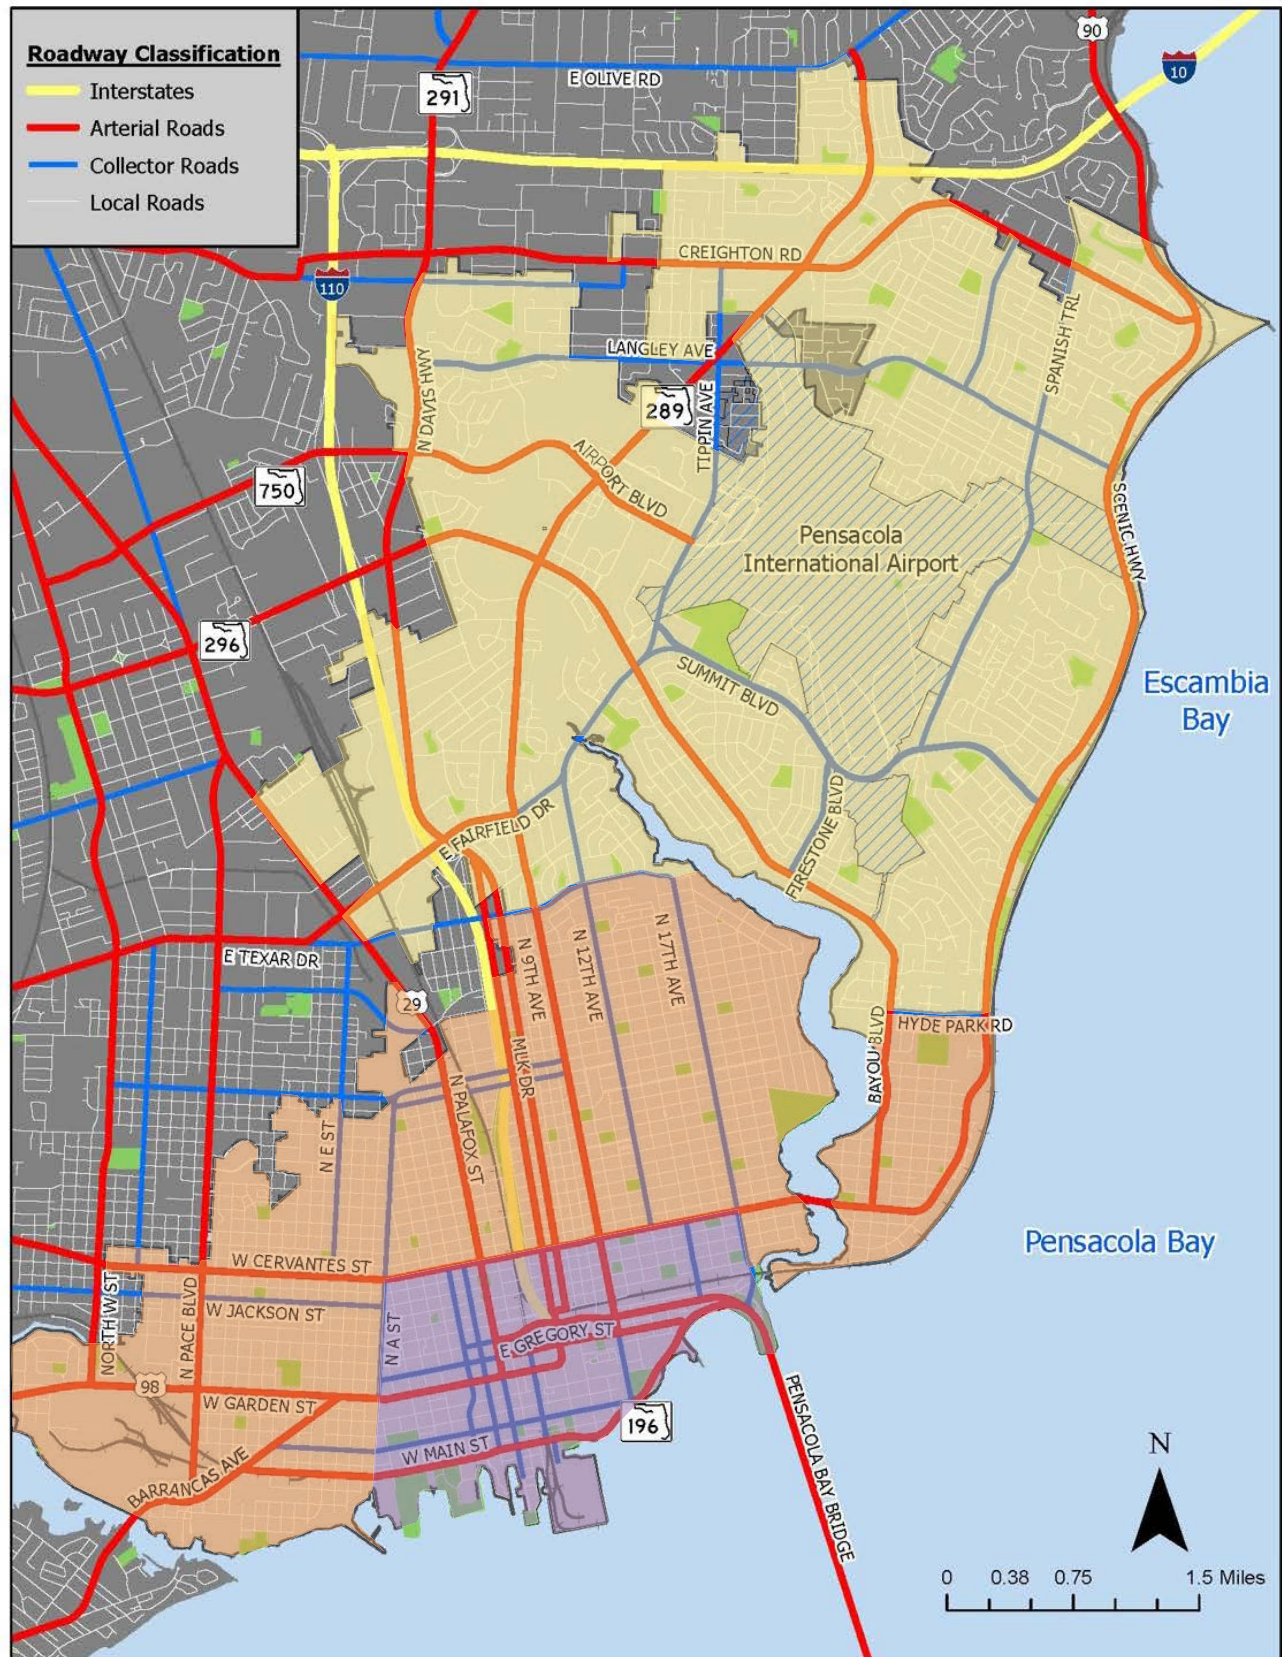 Roadway Classification
Interstates
Arterial Roads
Collector Roads
Local Roads
90
10
E OLIVE RD
291
CREIGHTON RD
110
LANGLEY AVE
SPANISH TRL
N DAVIS HWY
289
TIPPIN AVE
AIRPORT BLVD
750
SCENIC HWY
Pensacola
International Airport
296
SUMMIT BLVD
Escambia
Bay
FIRESTONE BLVD
E FAIRFIELD DR
N 9TH AVE
N 12TH AVE
N 17TH AVE
E TEXAR DR
29
HYDE PARK RD
BAYOU BLVD
MLK DR
N PALAFOX ST
N E ST
Pensacola Bay
W CERVANTES ST
NORTH W ST
N PACE BLVD
W JACKSON ST
N A ST
E GREGORY ST
98
W GARDEN ST
196
W MAIN ST
BARRANCAS AVE
PENSACOLA BAY BRIDGE
N
0 0.38 0.75 1.5 Miles